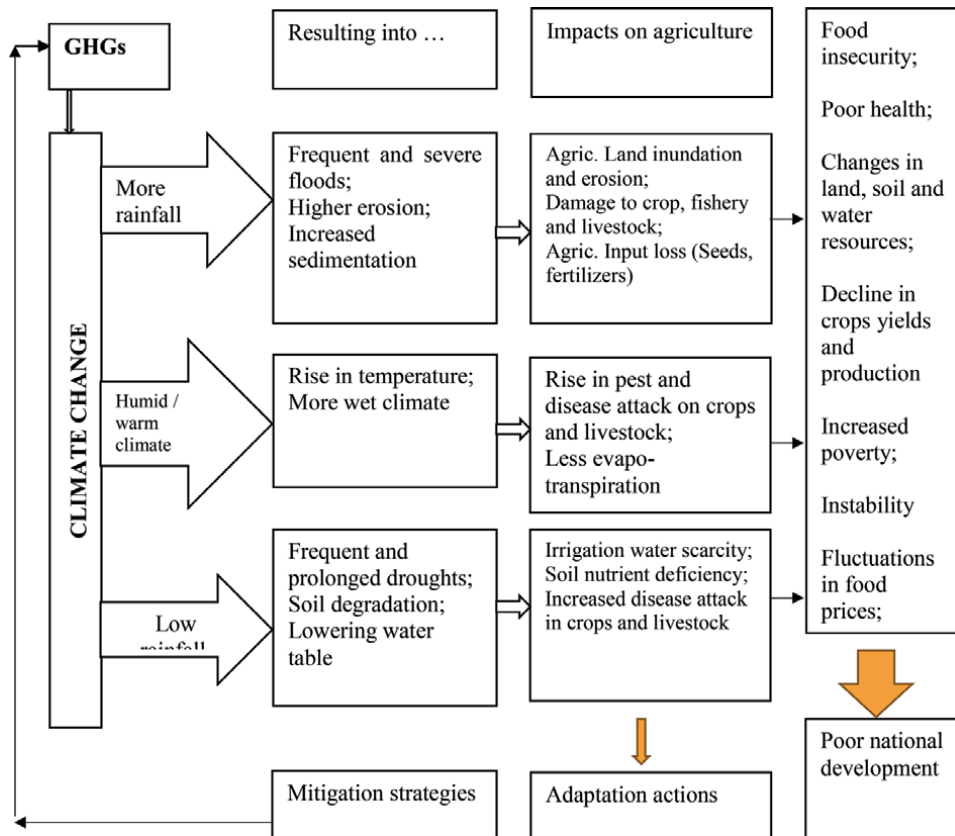 GHGs
Resulting into …
Impacts on agriculture
Food
insecurity;
Poor health;
Changes in
land, soil and
water
resources;
Decline in
crops yields and
production
Increased
poverty;
Instability
Fluctuations
in food
prices;
CLIMATE CHANGE
More
rainfall
Frequent and severe
floods;
Higher erosion;
Increased
sedimentation
Agric. Land inundation
and erosion;
Damage to crop, fishery
and livestock;
Agric. Input loss (Seeds,
fertilizers)
Humid /
warm
climate
Rise in temperature;
More wet climate
Rise in pest and
disease attack on crops
and livestock;
Less evapo-
transpiration
Low
rainfall
Frequent and
prolonged droughts;
Soil degradation;
Lowering water
table
Irrigation water scarcity;
Soil nutrient deficiency;
Increased disease attack
in crops and livestock
Mitigation strategies
Adaptation actions
Poor national
development